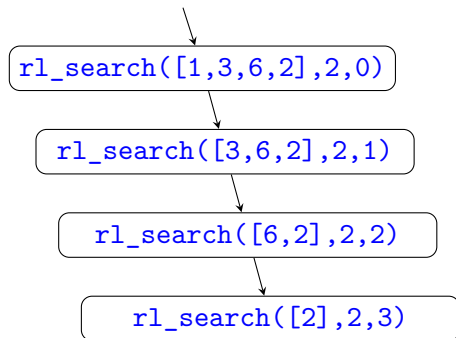 rl_search([1,3,6,2],2,0)
rl_search([3,6,2],2,1)
rl_search([6,2],2,2)
rl_search([2],2,3)